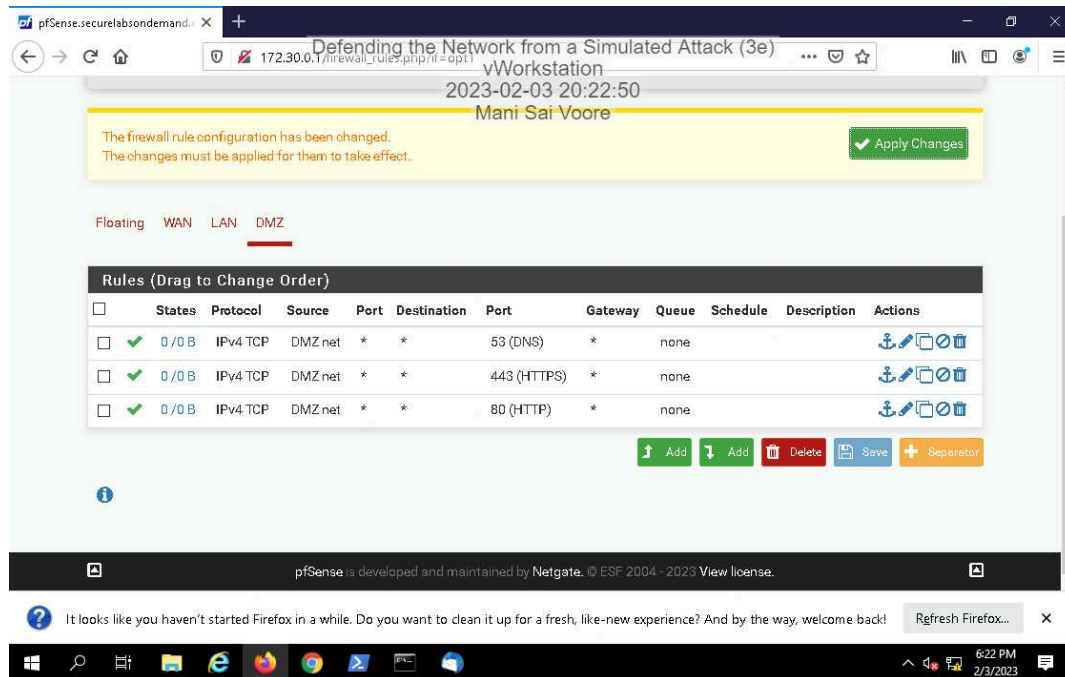 pfSense.securelabsondemand.c
172.30.0.1/firewall_rules.php?if=opt1
Defending the Network from a Simulated Attack (3e)
vWorkstation
2023-02-03 20:22:50
Mani Sai Voore
The firewall rule configuration has been changed.
The changes must be applied for them to take effect.
Apply Changes
Floating WAN LAN DMZ
Rules (Drag to Change Order)
States Protocol Source Port Destination Port Gateway Queue Schedule Description Actions
0 /0 B IPv4 TCP DMZ net * * 53 (DNS) * none
0 /0 B IPv4 TCP DMZ net * * 443 (HTTPS) * none
0 /0 B IPv4 TCP DMZ net * * 80 (HTTP) * none
Add Add Delete Save Separator
pfSense is developed and maintained by Netgate. © ESF 2004 - 2023 View license.
It looks like you haven't started Firefox in a while. Do you want to clean it up for a fresh, like-new experience? And by the way, welcome back! Refresh Firefox...
6:22 PM
2/3/2023